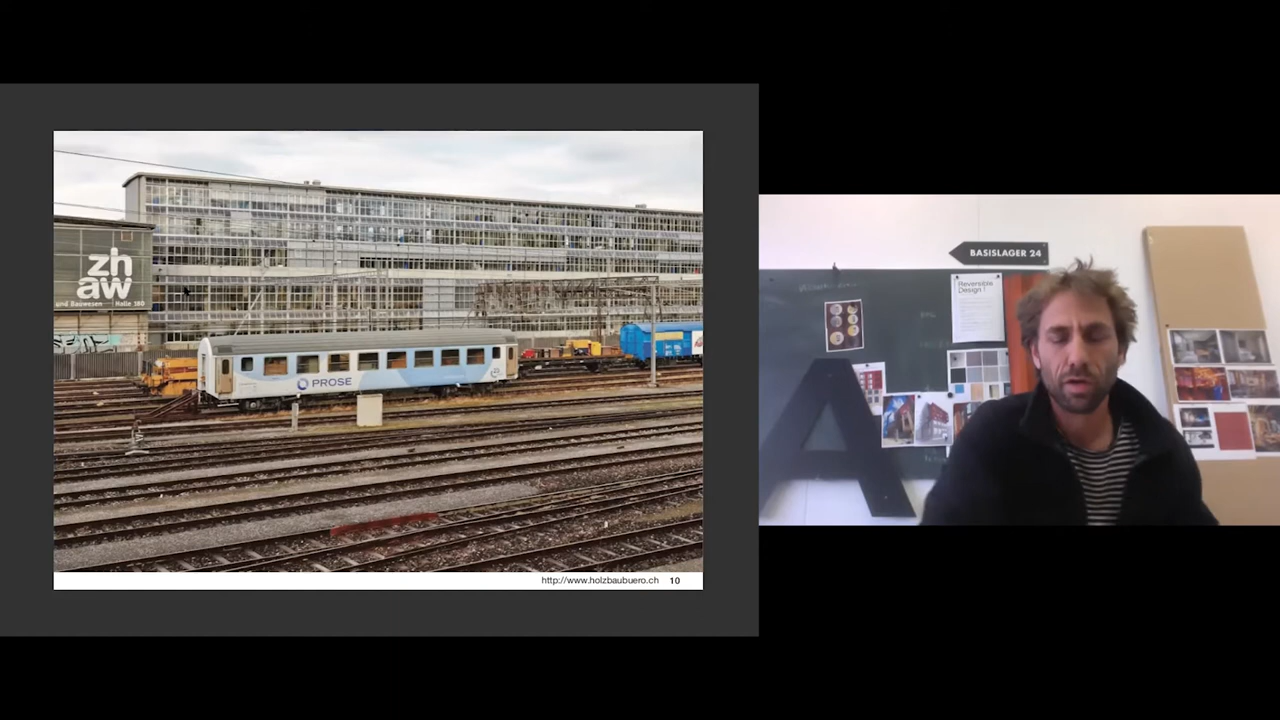 zh
aw
und Bauwesen Halle 180
PROSE
http://www.holzbaubuero.ch 10
BASISLAGER 24
Reversible
Design !
A